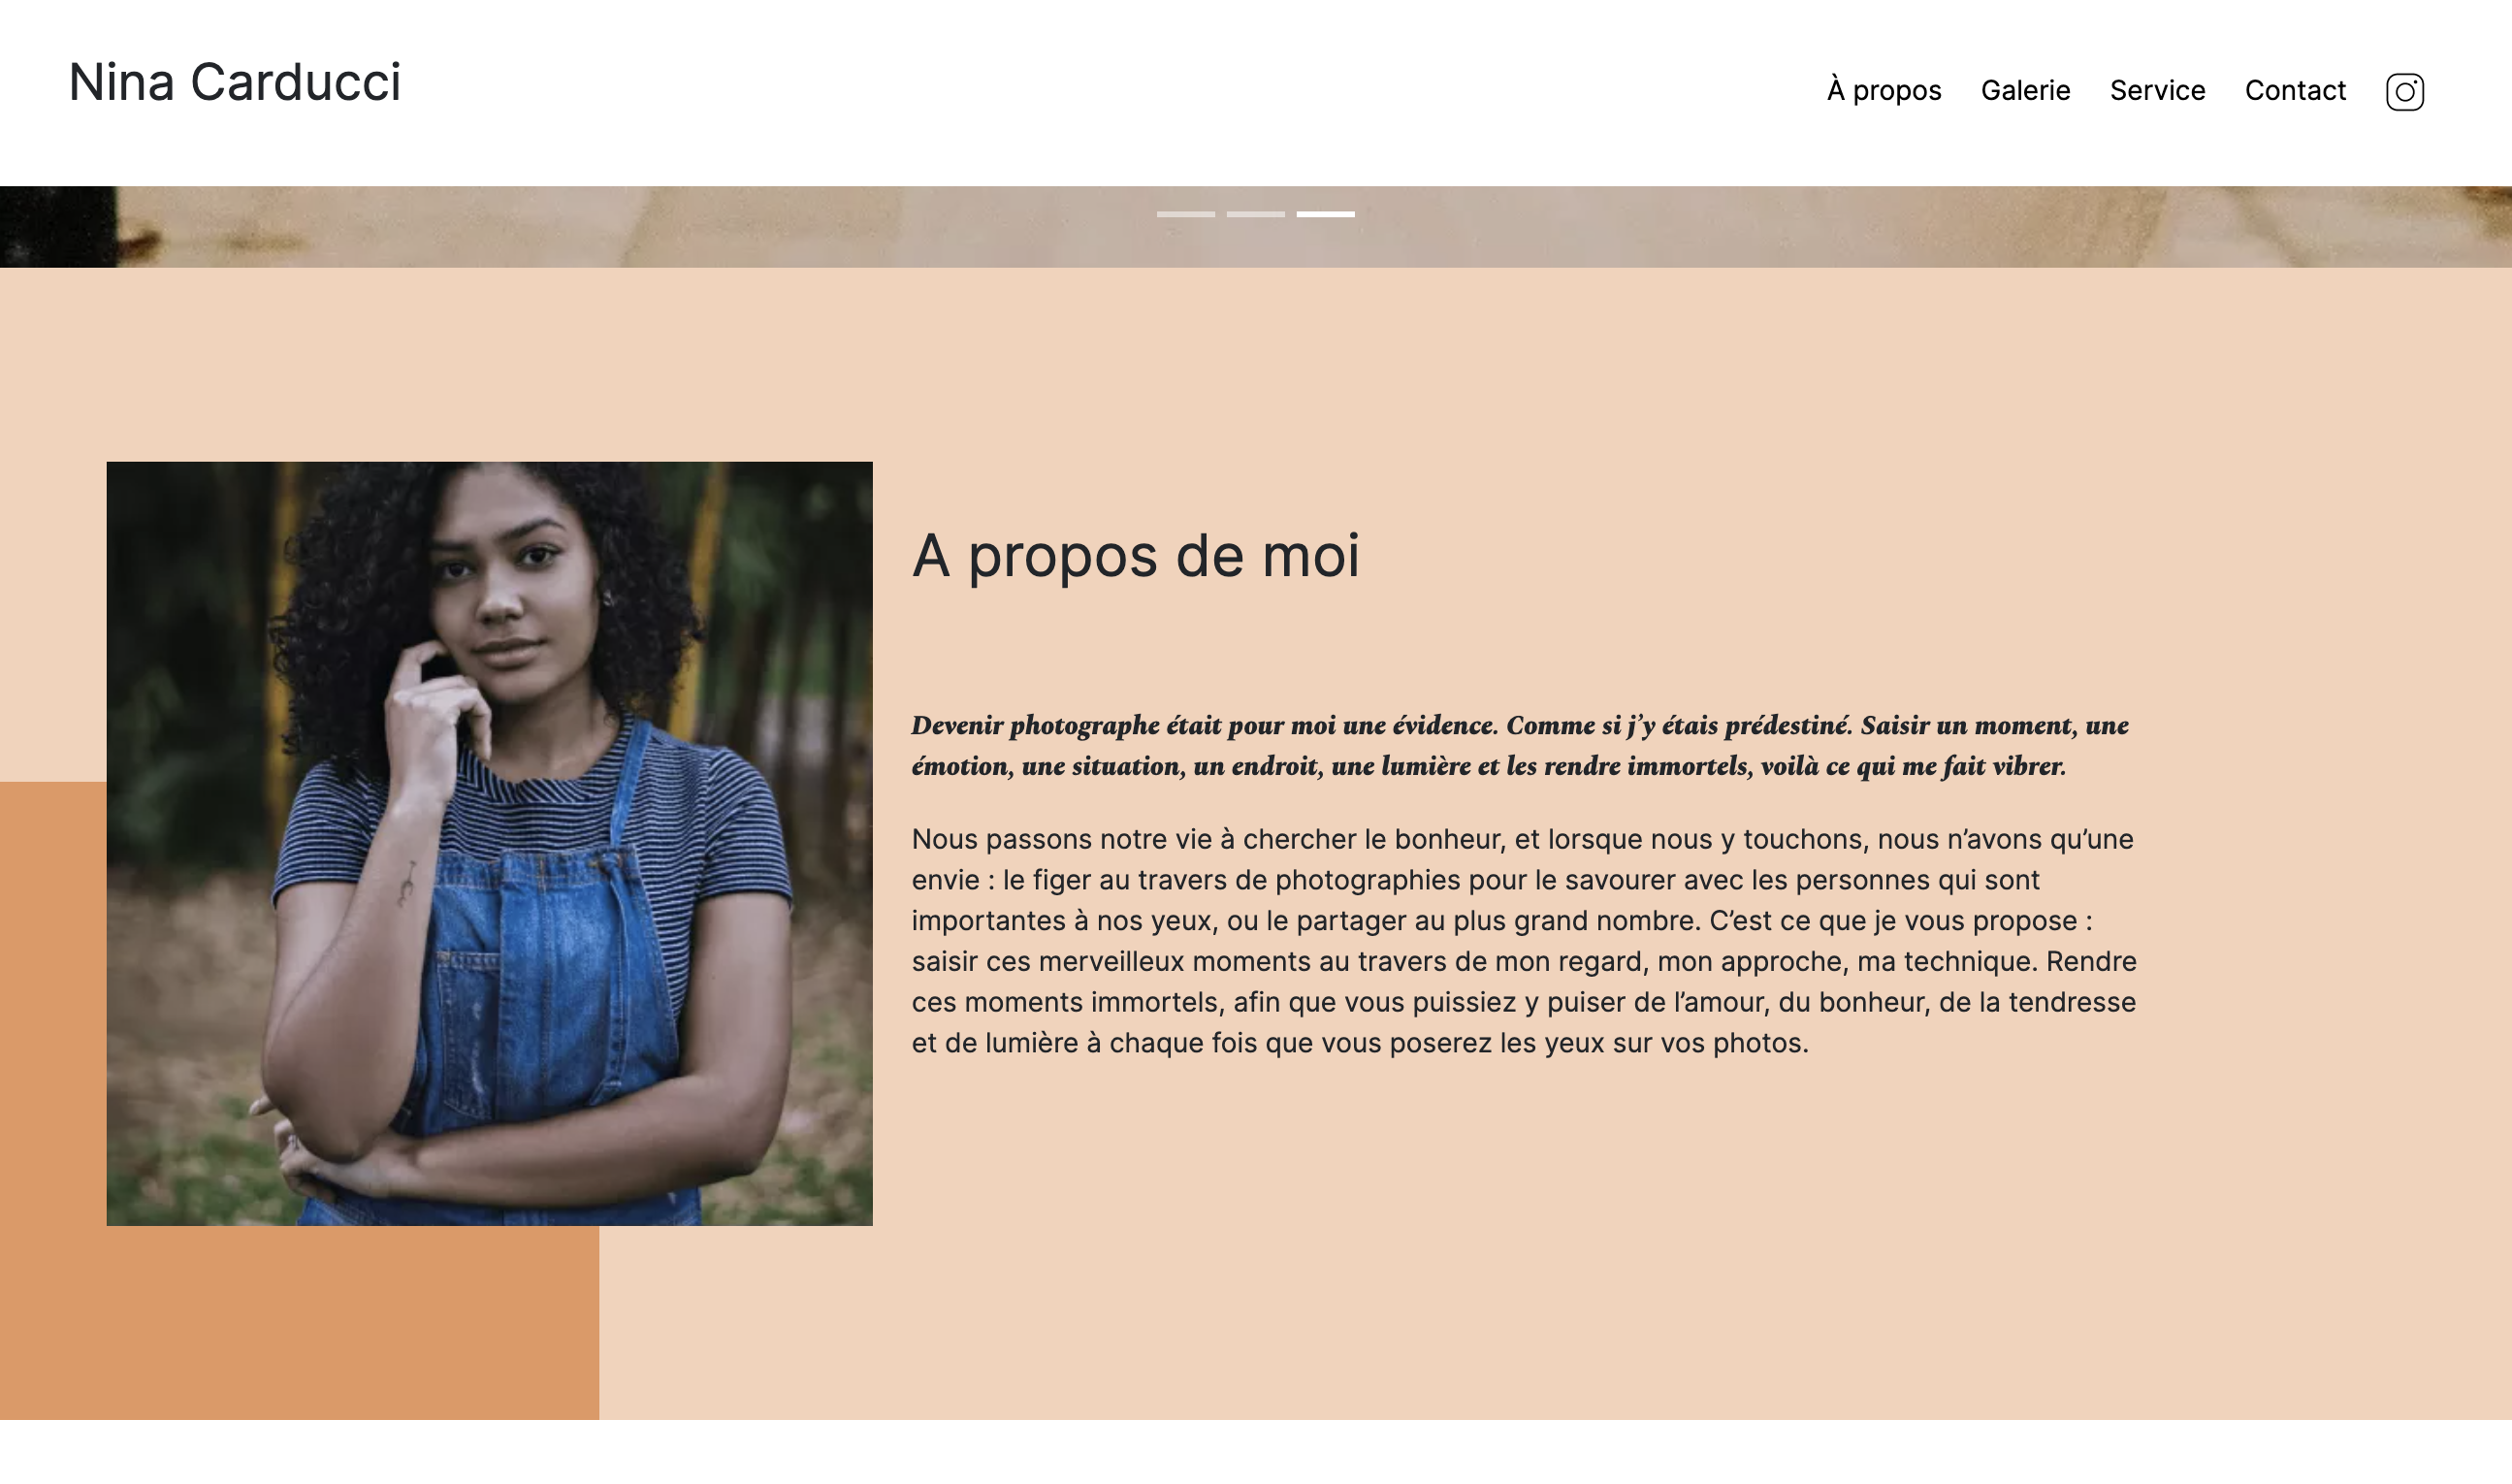 Nina Carducci
À propos Galerie Service Contact
A propos de moi
Devenir photographe était pour moi une évidence. Comme si j’y étais prédestiné. Saisir un moment, une
émotion, une situation, un endroit, une lumière et les rendre immortels, voilà ce qui me fait vibrer.
Nous passons notre vie à chercher le bonheur, et lorsque nous y touchons, nous n’avons qu’une
envie : le figer au travers de photographies pour le savourer avec les personnes qui sont
importantes à nos yeux, ou le partager au plus grand nombre. C’est ce que je vous propose :
saisir ces merveilleux moments au travers de mon regard, mon approche, ma technique. Rendre
ces moments immortels, afin que vous puissiez y puiser de l’amour, du bonheur, de la tendresse
et de lumière à chaque fois que vous poserez les yeux sur vos photos.